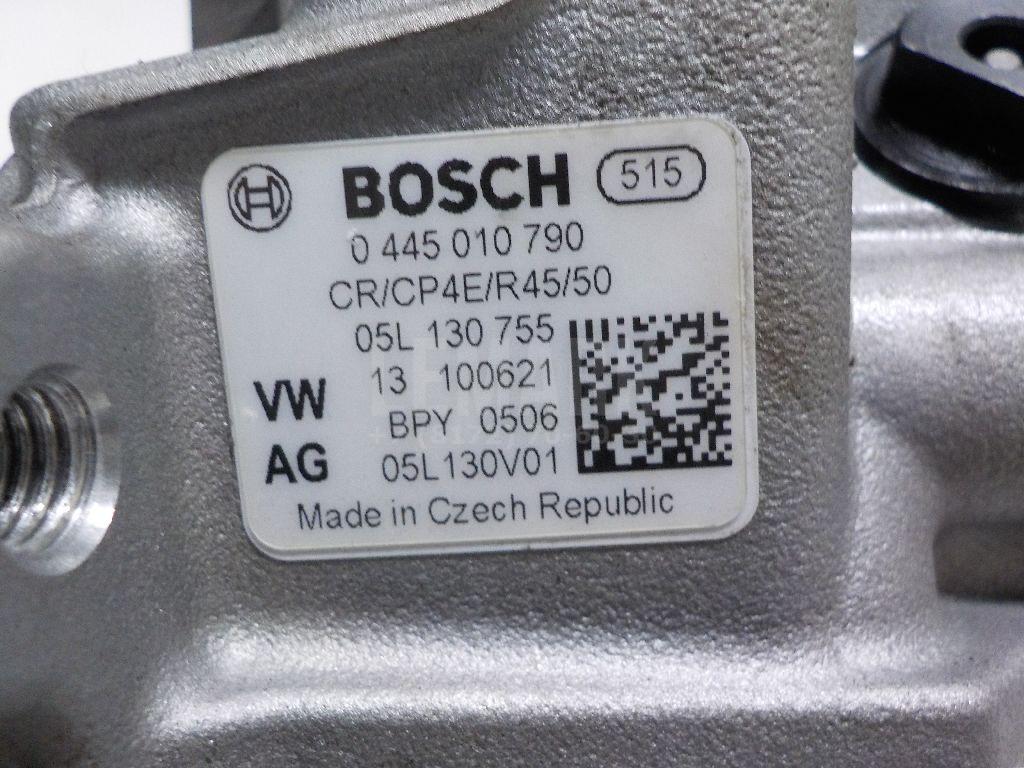 BOSCH 515
0 445 010 790
CR/CP4E/R45/50
05L 130 755
VW 13 100621
BPY 0506
AG 05L130V01
Made in Czech Republic